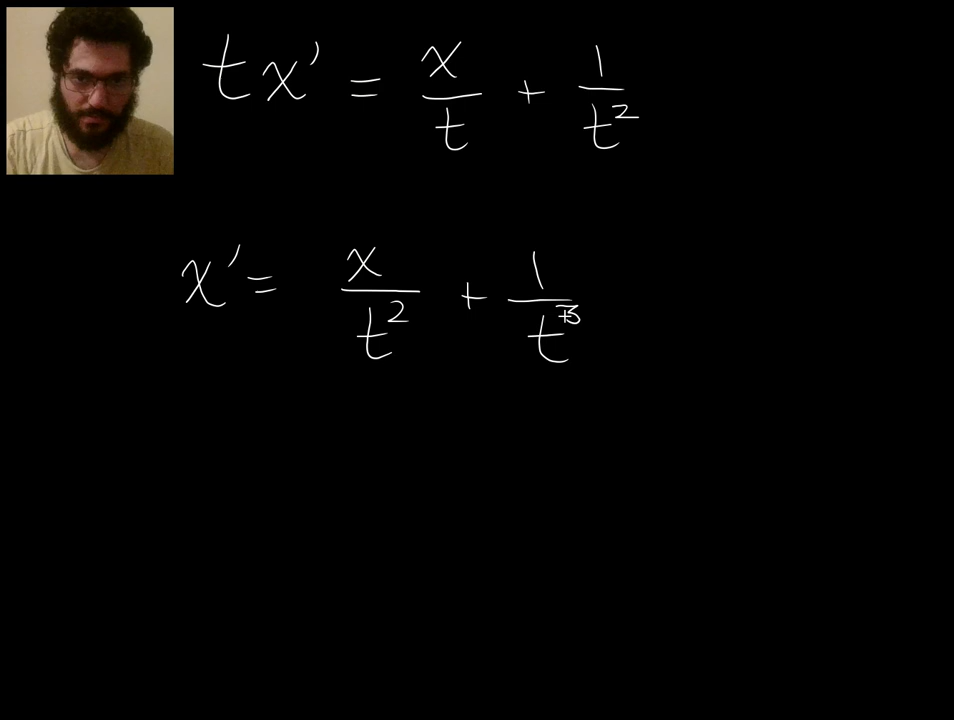 tx' = x/t + 1/t²
x' = x/t² + 1/t³